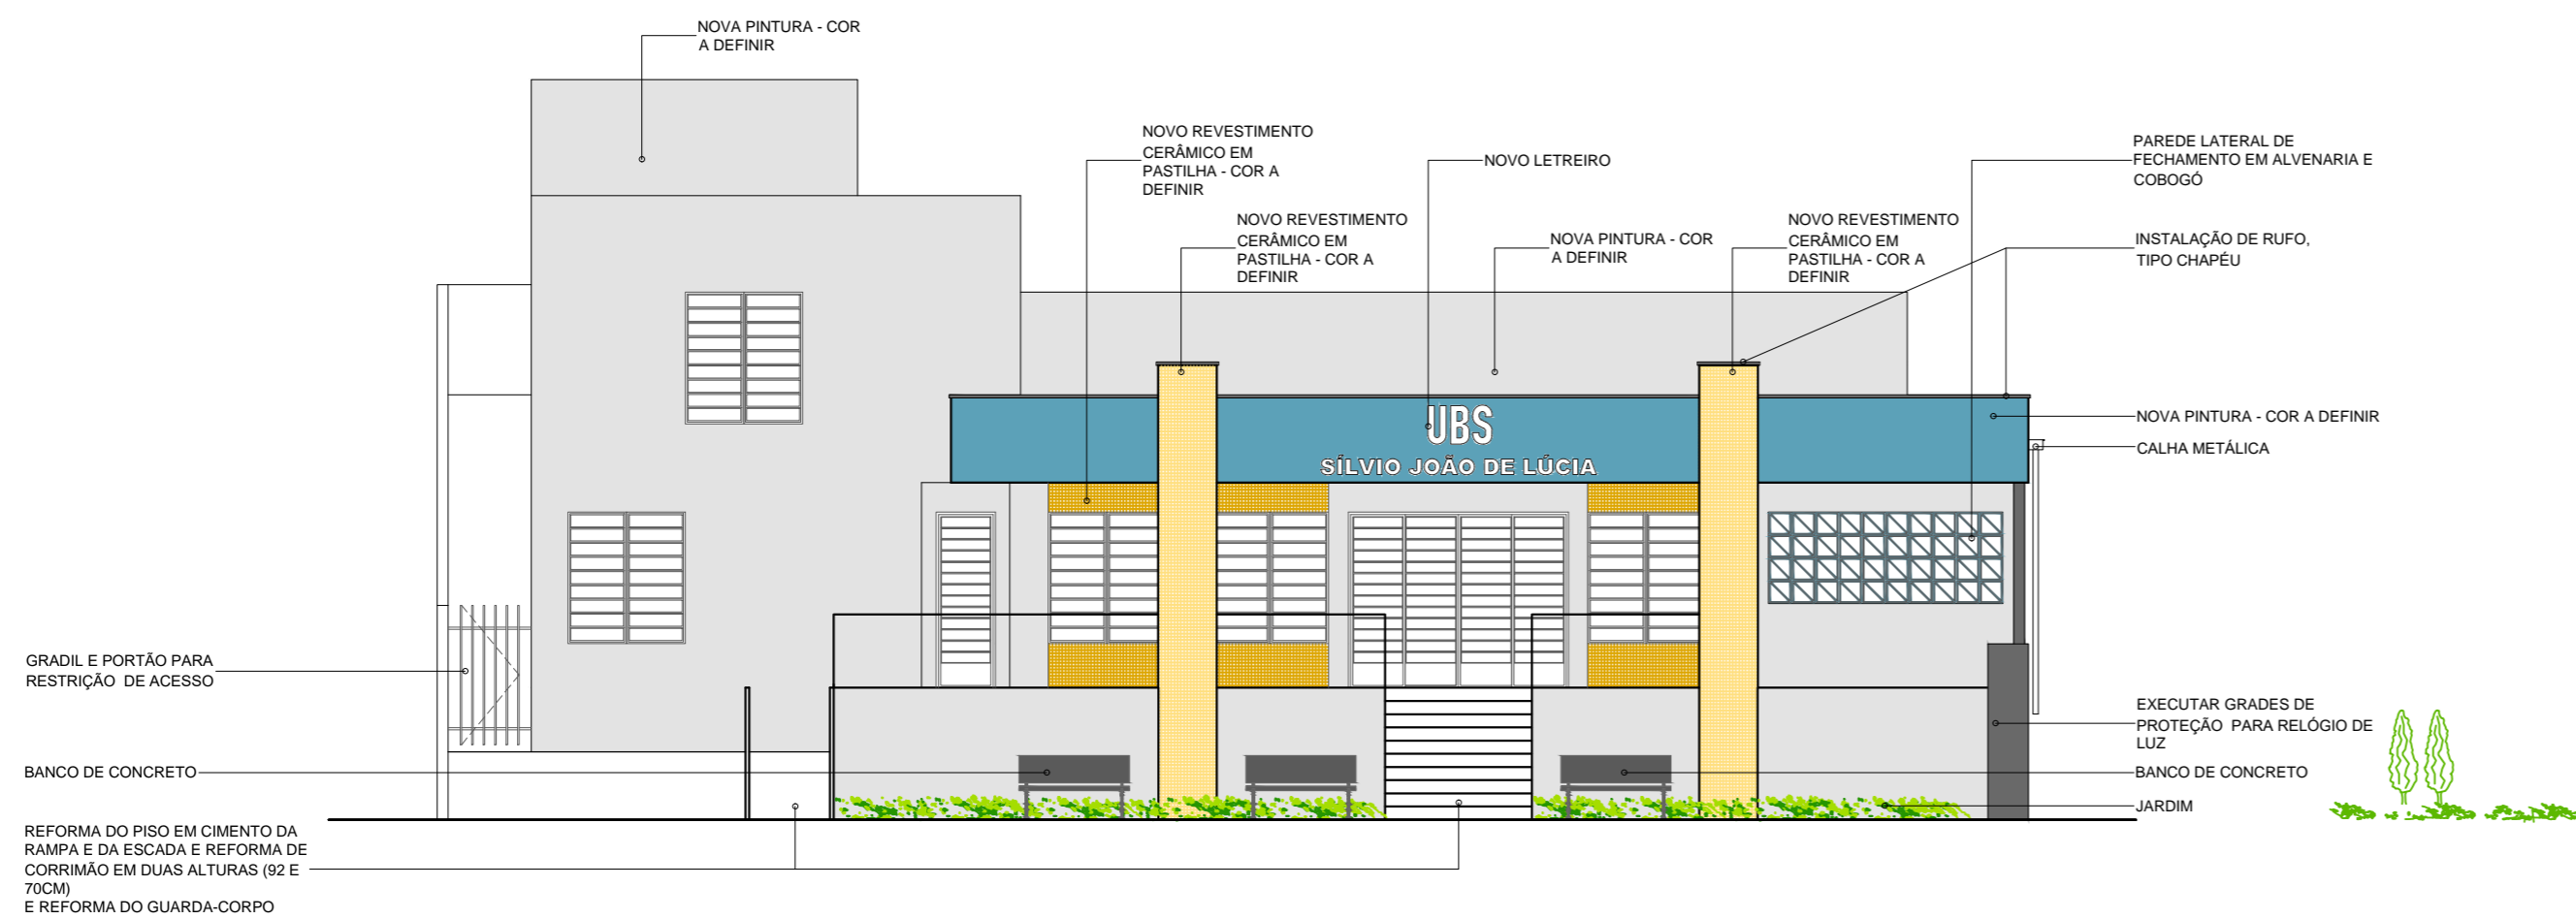 NOVA PINTURA - COR
A DEFINIR
NOVO REVESTIMENTO
CERÂMICO EM
PASTILHA - COR A
DEFINIR
NOVO LETREIRO
PAREDE LATERAL DE
FECHAMENTO EM ALVENARIA E
COBOGÓ
NOVO REVESTIMENTO
CERÂMICO EM
PASTILHA - COR A
DEFINIR
NOVA PINTURA - COR
A DEFINIR
NOVO REVESTIMENTO
CERÂMICO EM
PASTILHA - COR A
DEFINIR
INSTALAÇÃO DE RUFO,
TIPO CHAPÉU
UBS
SÍLVIO JOÃO DE LÚCIA
NOVA PINTURA - COR A DEFINIR
CALHA METÁLICA
GRADIL E PORTÃO PARA
RESTRIÇÃO DE ACESSO
EXECUTAR GRADES DE
PROTEÇÃO PARA RELÓGIO DE
LUZ
BANCO DE CONCRETO
BANCO DE CONCRETO
JARDIM
REFORMA DO PISO EM CIMENTO DA
RAMPA E DA ESCADA E REFORMA DE
CORRIMÃO EM DUAS ALTURAS (92 E
70CM)
E REFORMA DO GUARDA-CORPO